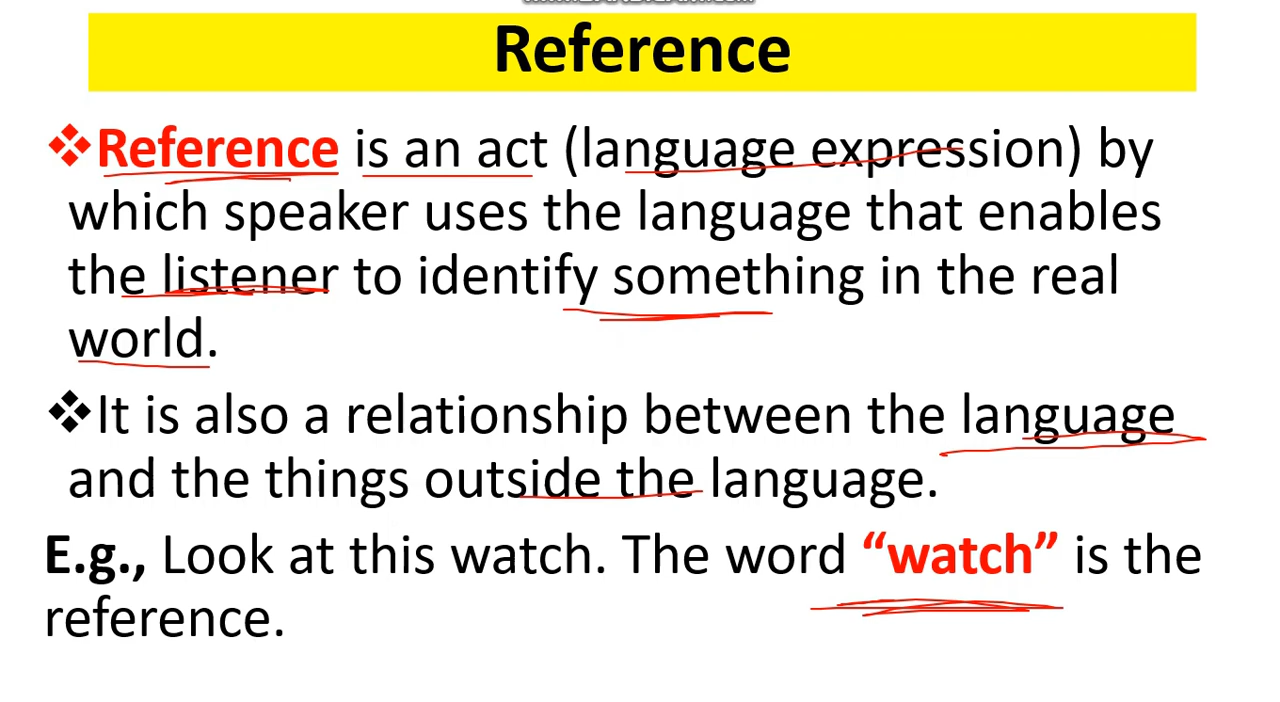 Reference
❖Reference is an act (language expression) by
which speaker uses the language that enables
the listener to identify something in the real
world.
❖It is also a relationship between the language
and the things outside the language.
E.g., Look at this watch. The word “watch” is the
reference.